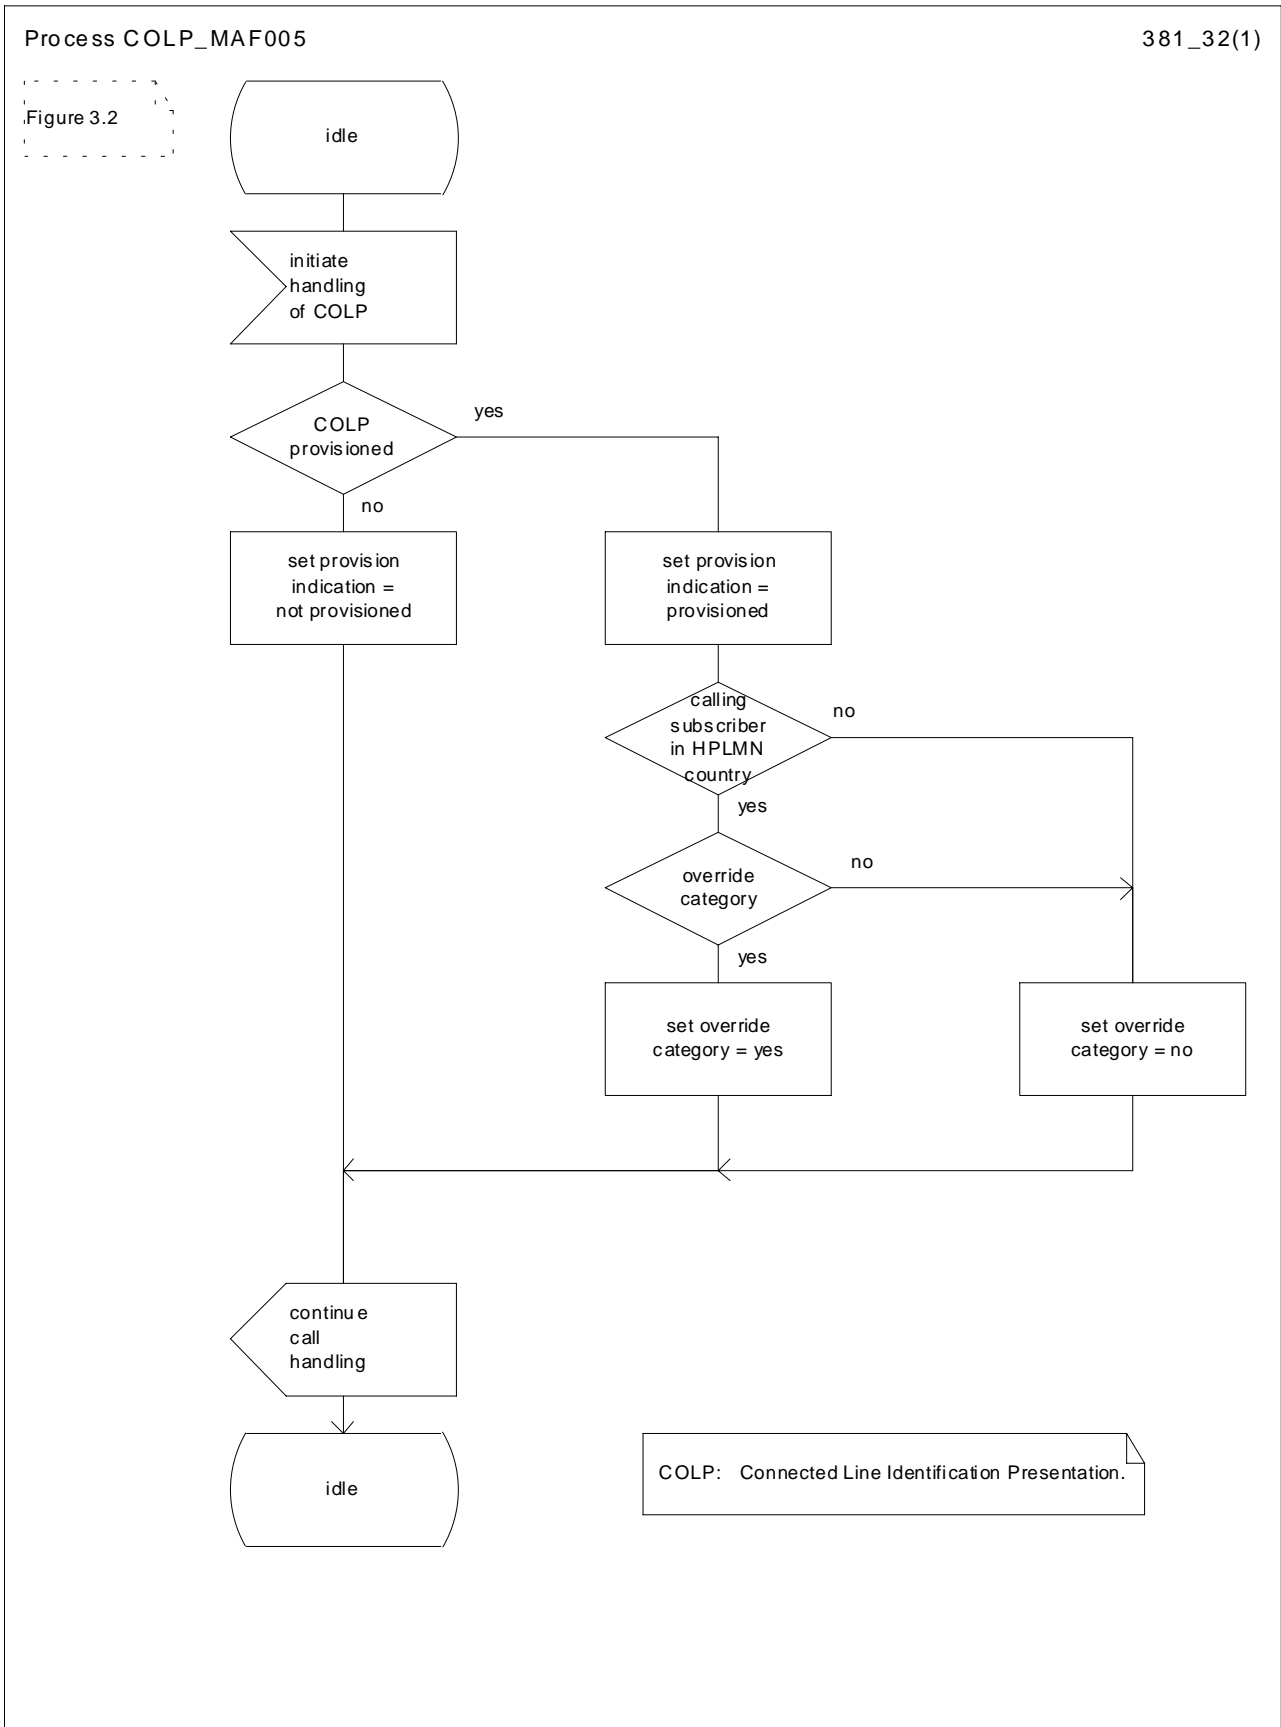 Process COLP_MAF005
381_32(1)
Figure 3.2
idle
initiate
handling
of COLP
COLP
provisioned
yes
no
set provision
indication =
not provisioned
set provision
indication =
provisioned
calling
subscriber
in HPLMN
country
no
yes
override
category
no
yes
set override
category = yes
set override
category = no
continue
call
handling
idle
COLP: Connected Line Identification Presentation.